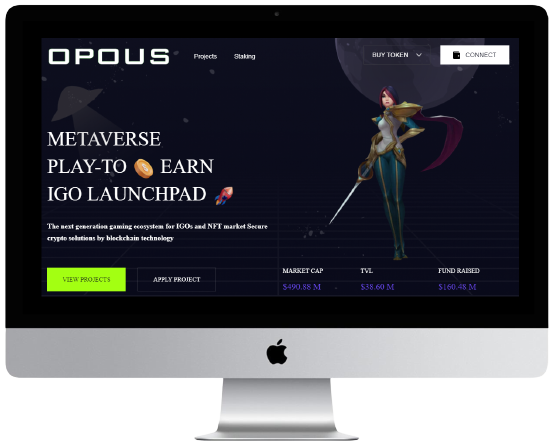 OPOUS
Projects Staking BUY TOKEN CONNECT
METAVERSE
PLAY-TO EARN
IGO LAUNCHPAD
The next generation gaming ecosystem for IGOs and NFT market Secure
crypto solutions by blockchain technology
VIEW PROJECTS APPLY PROJECT
MARKET CAP TVL FUND RAISED
$490.88 M $38.60 M $160.48 M